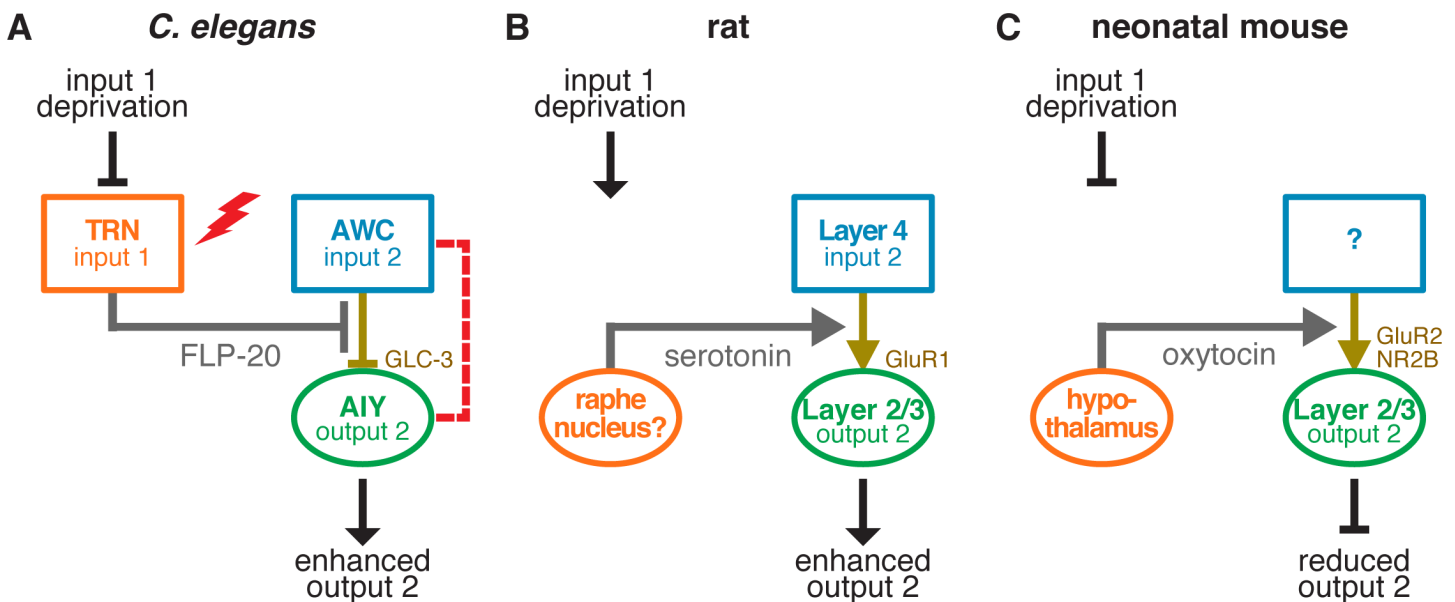 A
C. elegans
input 1
deprivation
TRN
input 1
AWC
input 2
FLP-20
GLC-3
AIY
output 2
enhanced
output 2
B
rat
input 1
deprivation
Layer 4
input 2
serotonin
GluR1
raphe
nucleus?
Layer 2/3
output 2
enhanced
output 2
C
neonatal mouse
input 1
deprivation
?
oxytocin
GluR2
NR2B
hypo-
thalamus
Layer 2/3
output 2
reduced
output 2